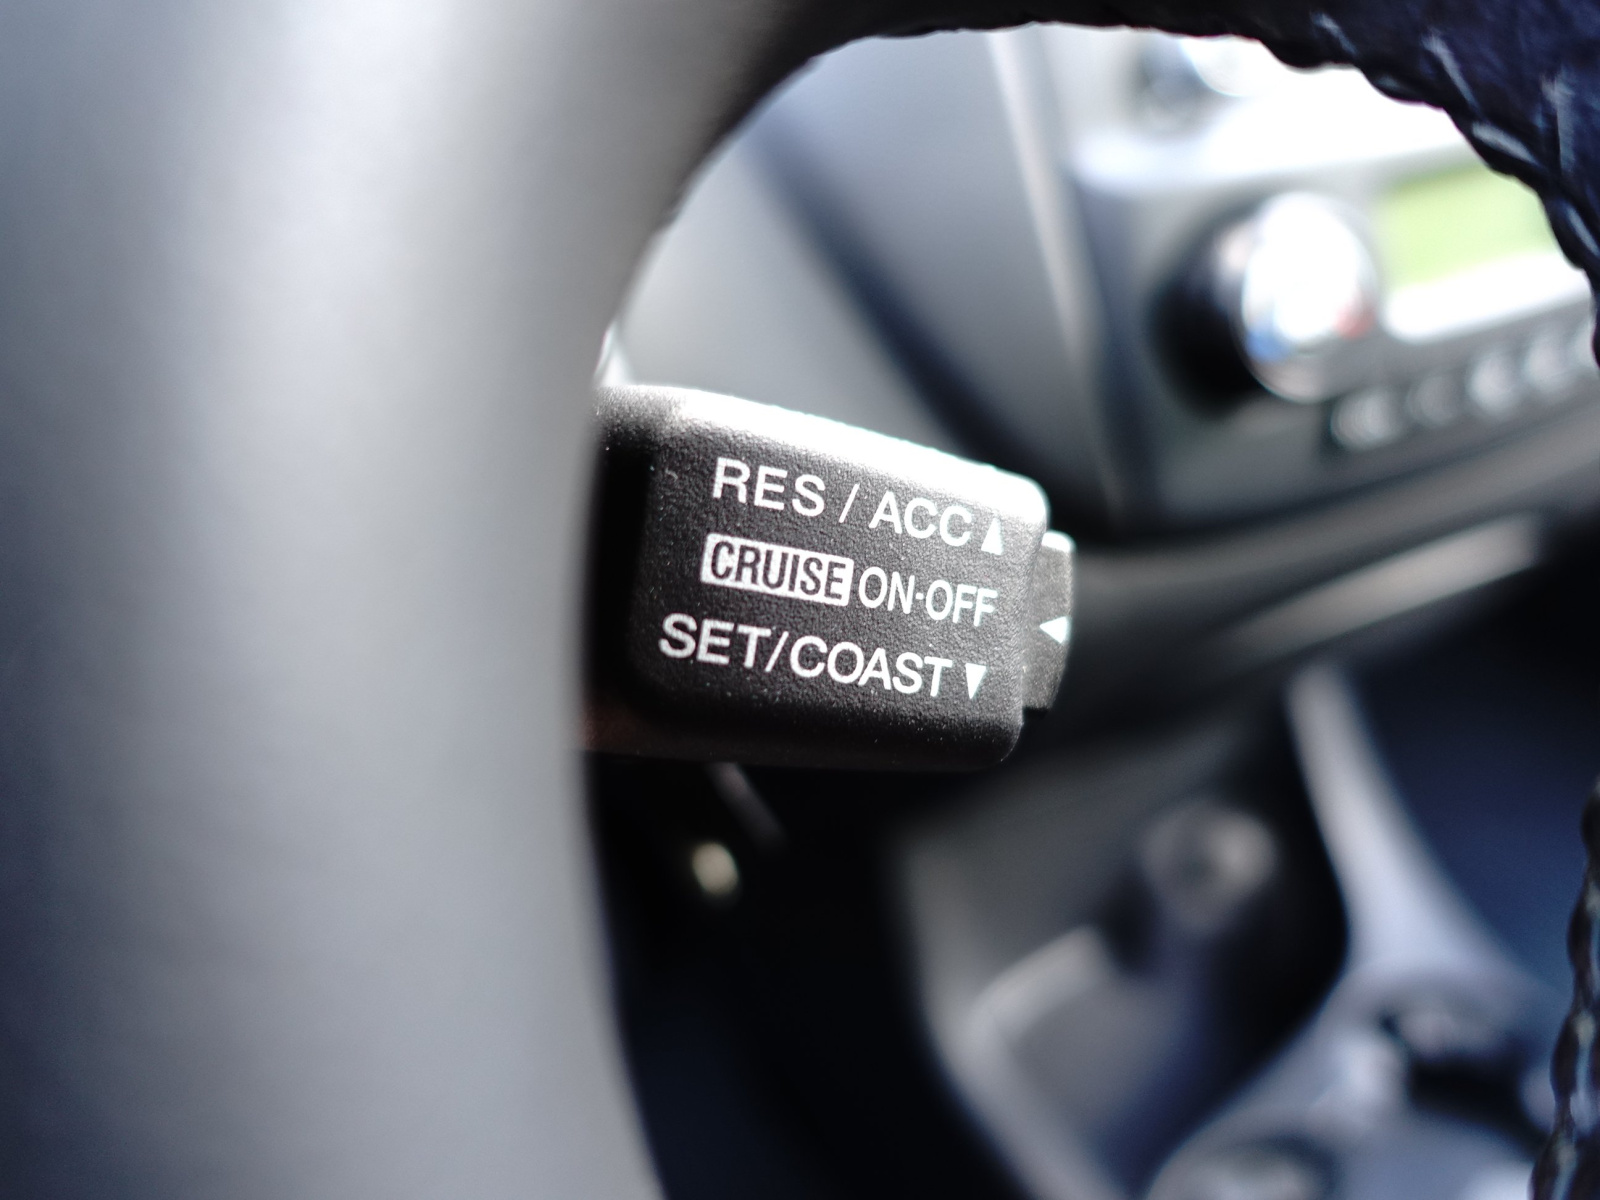 RES / ACC ▲
CRUISE ON·OFF
SET/COAST ▼